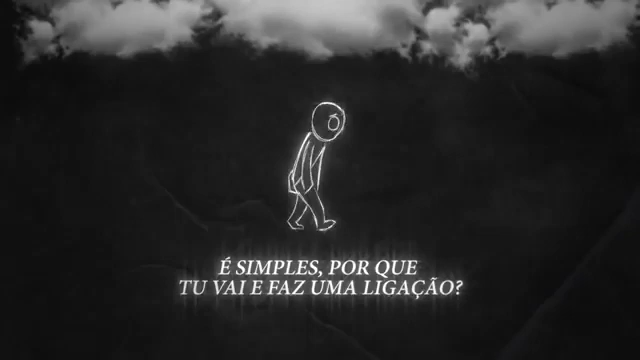 É SIMPLES, POR QUE
TU VAI E FAZ UMA LIGAÇÃO?